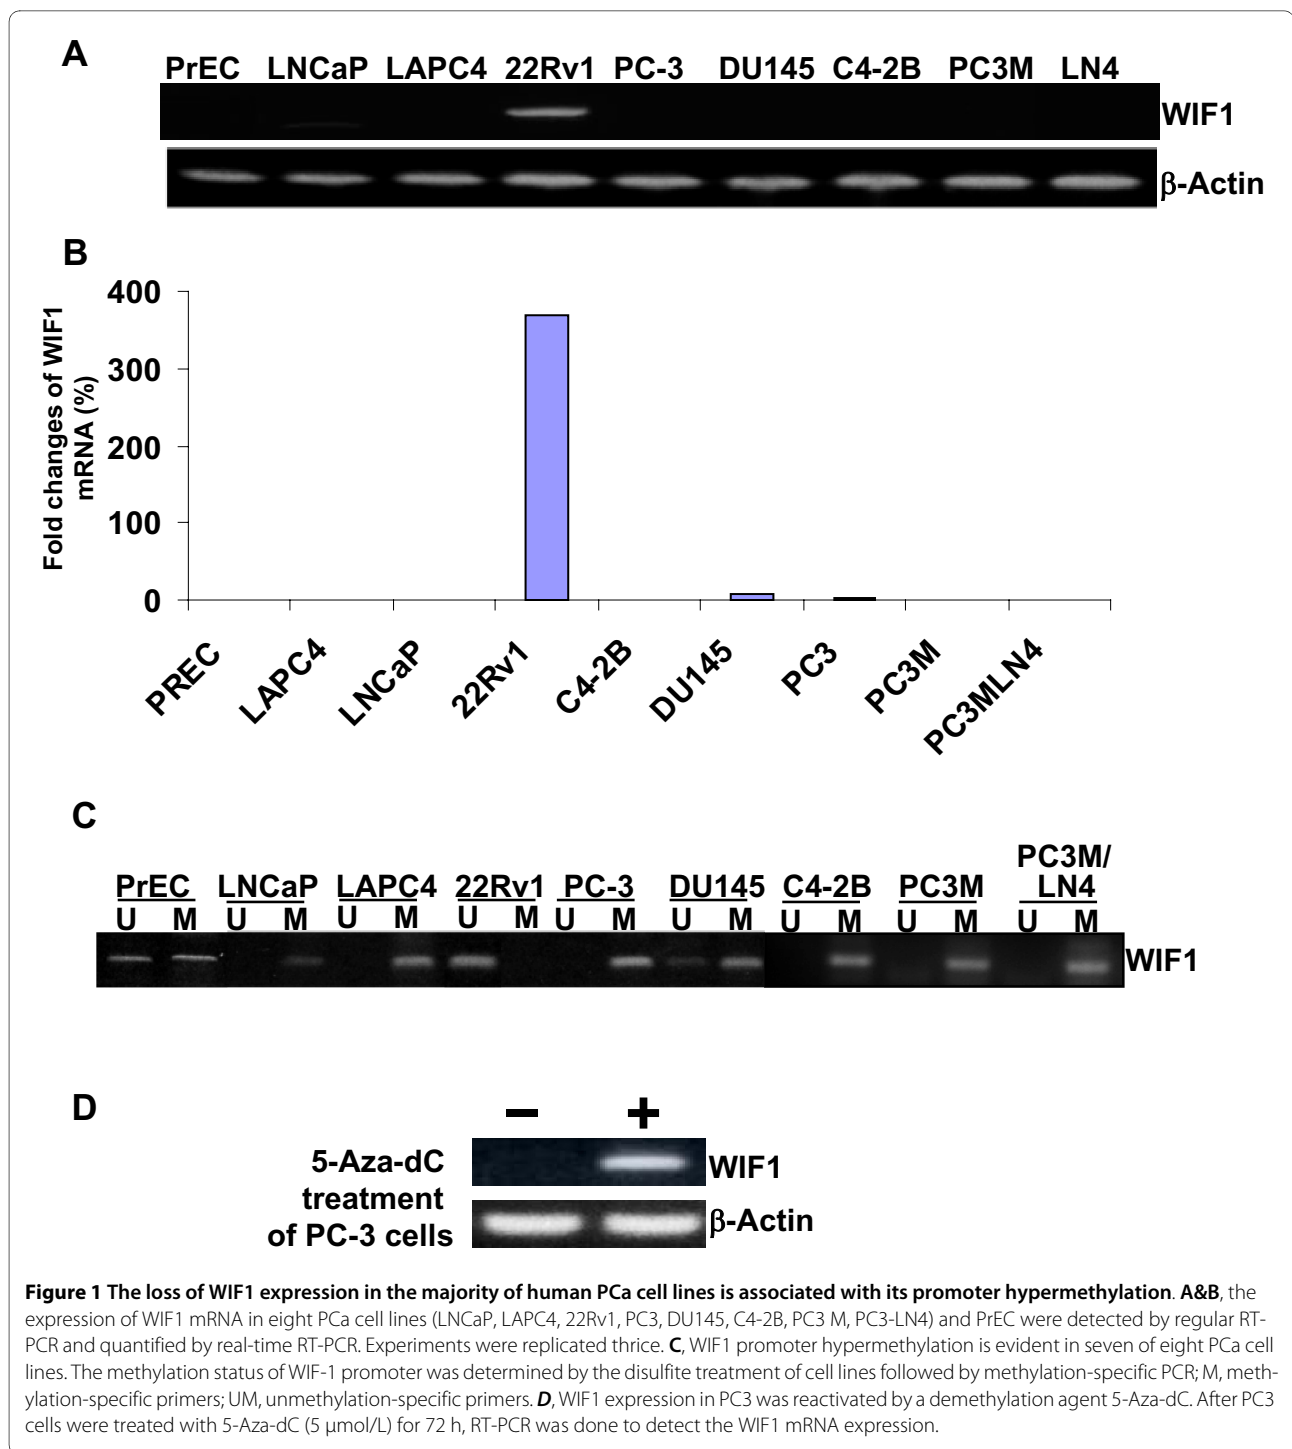 A
PrEC LNCaP LAPC4 22Rv1 PC-3 DU145 C4-2B PC3M LN4
WIF1
β-Actin
B
Fold changes of WIF1
mRNA (%)
400
300
200
100
0
PREC LAPC4 LNCaP 22Rv1 C4-2B DU145 PC3 PC3M PC3MLN4
C
PrEC LNCaP LAPC4 22Rv1 PC-3 DU145 C4-2B PC3M PC3M/
LN4
U M U M U M U M U M U M U M U M U M
WIF1
D
− +
5-Aza-dC
treatment
of PC-3 cells
WIF1
β-Actin
Figure 1 The loss of WIF1 expression in the majority of human PCa cell lines is associated with its promoter hypermethylation. A&B, the
expression of WIF1 mRNA in eight PCa cell lines (LNCaP, LAPC4, 22Rv1, PC3, DU145, C4-2B, PC3 M, PC3-LN4) and PrEC were detected by regular RT-
PCR and quantified by real-time RT-PCR. Experiments were replicated thrice. C, WIF1 promoter hypermethylation is evident in seven of eight PCa cell
lines. The methylation status of WIF-1 promoter was determined by the disulfite treatment of cell lines followed by methylation-specific PCR; M, meth-
ylation-specific primers; UM, unmethylation-specific primers. D, WIF1 expression in PC3 was reactivated by a demethylation agent 5-Aza-dC. After PC3
cells were treated with 5-Aza-dC (5 μmol/L) for 72 h, RT-PCR was done to detect the WIF1 mRNA expression.